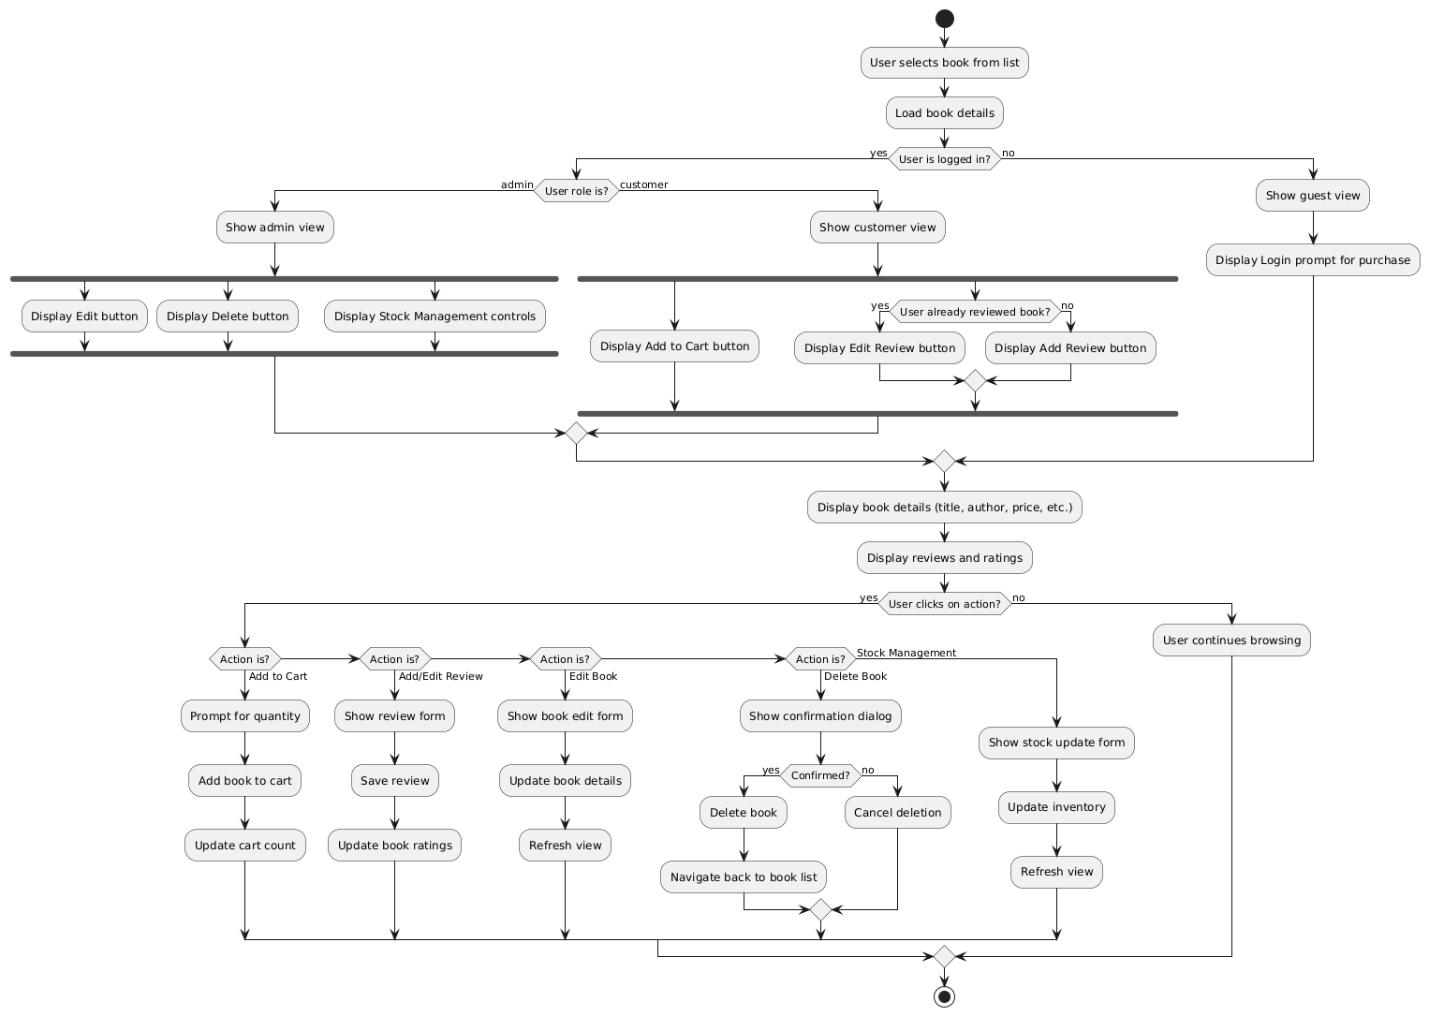 User selects book from list
Load book details
yes
User is logged in?
no
admin
User role is?
customer
Show guest view
Show admin view
Show customer view
Display Login prompt for purchase
Display Edit button
Display Delete button
Display Stock Management controls
yes
User already reviewed book?
no
Display Add to Cart button
Display Edit Review button
Display Add Review button
Display book details (title, author, price, etc.)
Display reviews and ratings
yes
User clicks on action?
no
User continues browsing
Action is?
Action is?
Action is?
Action is?
Stock Management
Add to Cart
Add/Edit Review
Edit Book
Delete Book
Prompt for quantity
Show review form
Show book edit form
Show confirmation dialog
Show stock update form
Add book to cart
Save review
Update book details
yes
Confirmed?
no
Delete book
Cancel deletion
Update inventory
Update cart count
Update book ratings
Refresh view
Navigate back to book list
Refresh view